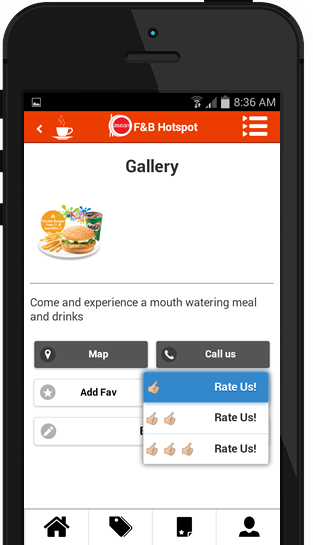 8:36 AM
F&B Hotspot
Gallery
Come and experience a mouth watering meal
and drinks
Map
Call us
Add Fav
Rate Us!
Rate Us!
Rate Us!